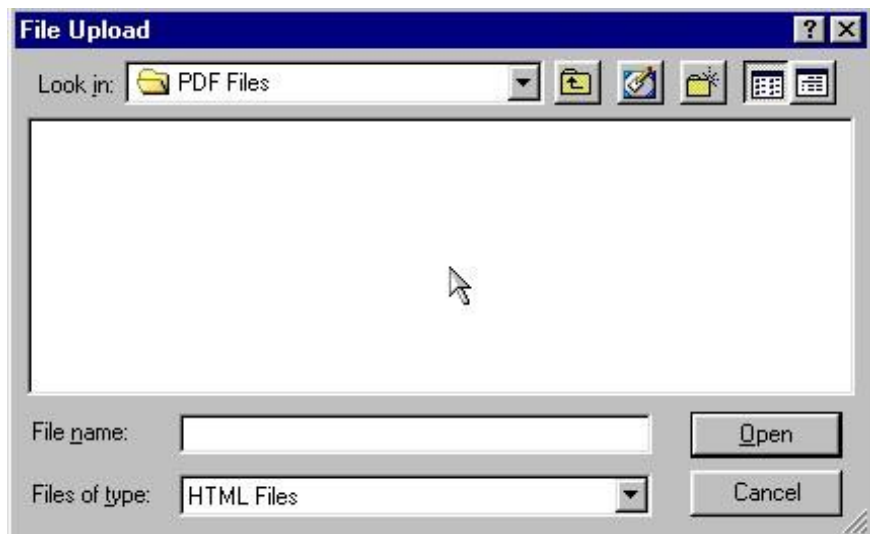 File Upload
Look in: PDF Files
File name:
Open
Files of type: HTML Files
Cancel